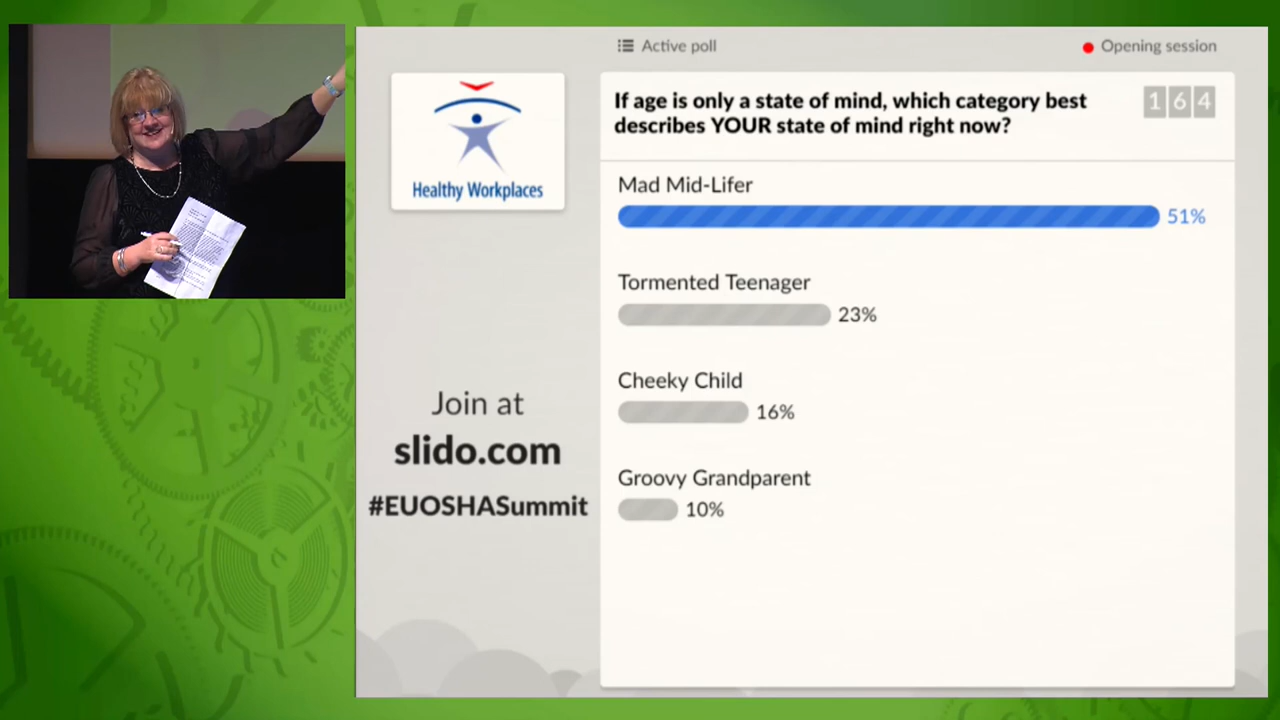 Active poll
Opening session
Healthy Workplaces
If age is only a state of mind, which category best
describes YOUR state of mind right now?
164
Mad Mid-Lifer
51%
Tormented Teenager
23%
Cheeky Child
16%
Groovy Grandparent
10%
Join at
slido.com
#EUOSHASummit